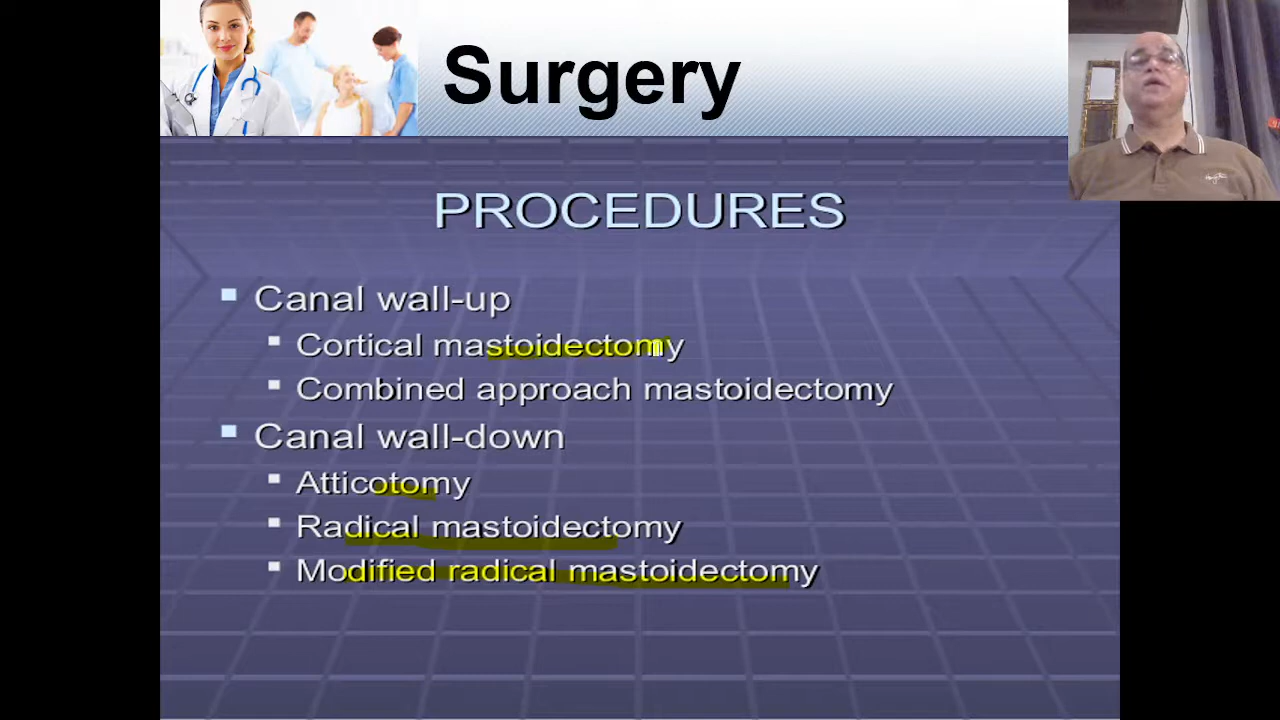 Surgery
PROCEDURES
Canal wall-up
Cortical mastoidectomy
Combined approach mastoidectomy
Canal wall-down
Atticotomy
Radical mastoidectomy
Modified radical mastoidectomy